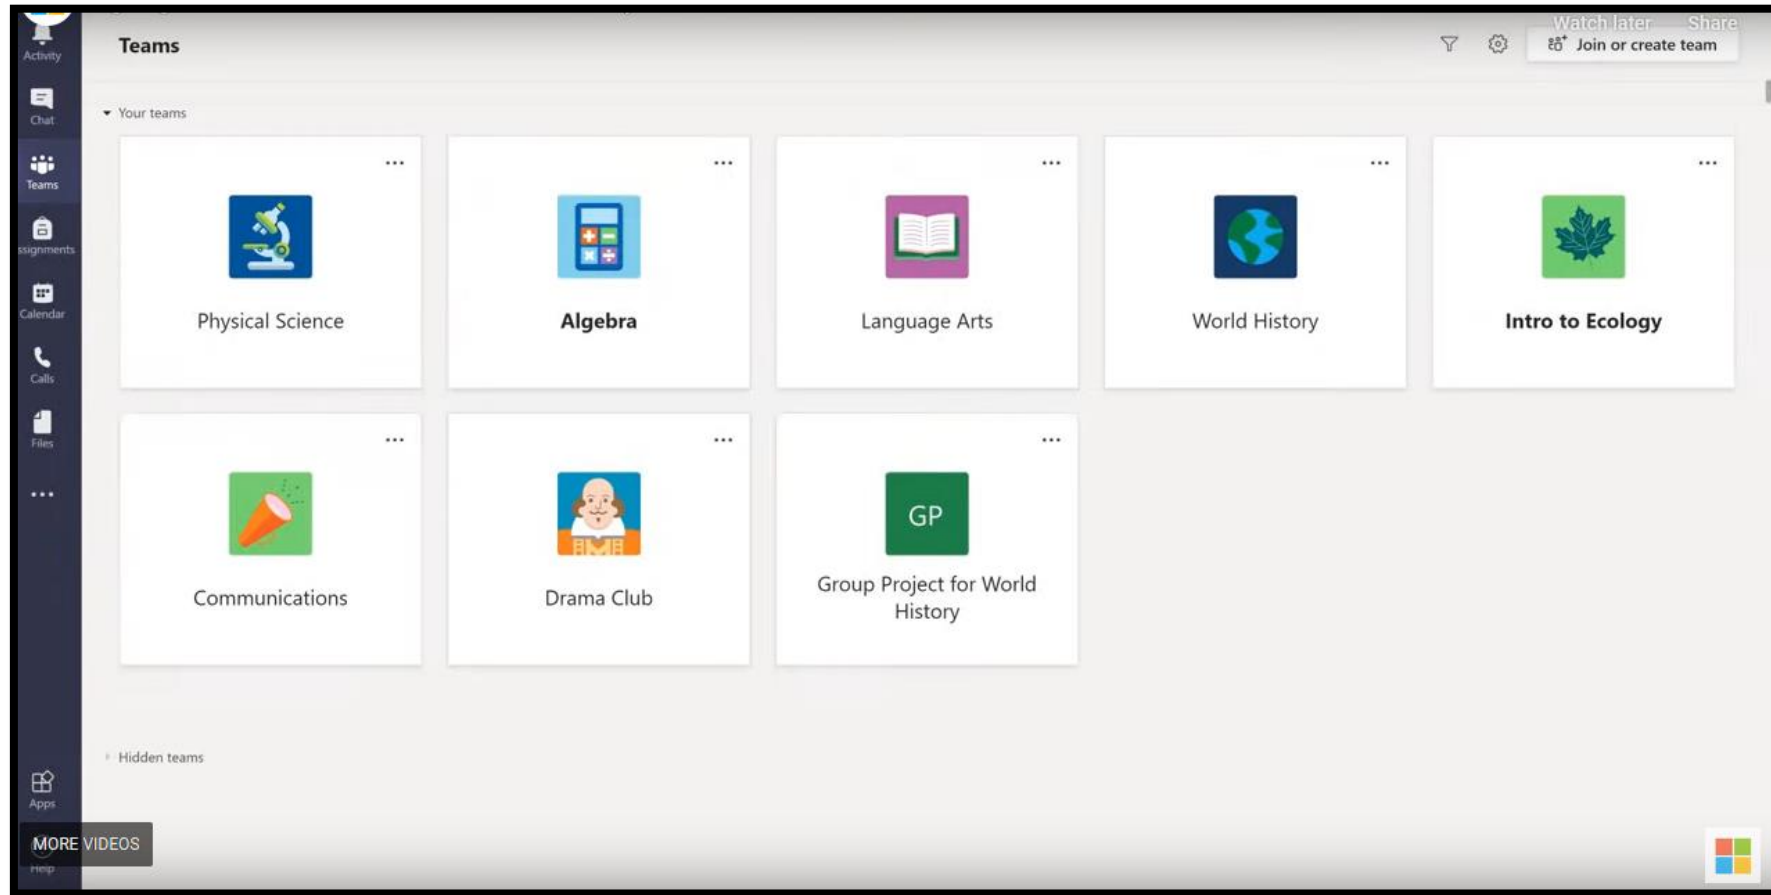 Watch later Share
Activity
Teams
Join or create team
Chat
Your teams
Teams
Physical Science
Algebra
Language Arts
World History
Intro to Ecology
ssignments
Calendar
Calls
Files
Communications
Drama Club
GP
Group Project for World
History
Hidden teams
Apps
MORE VIDEOS
Help